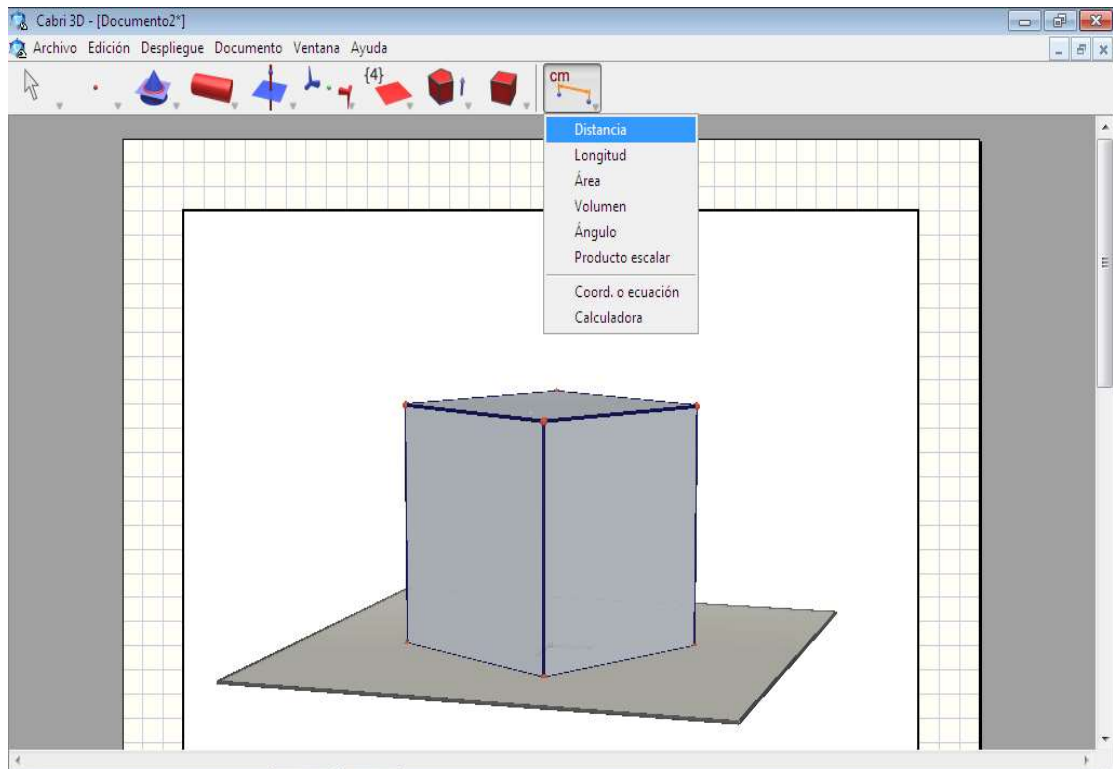 Cabri 3D - [Documento2*]
Archivo Edición Despliegue Documento Ventana Ayuda
{4}
cm
Distancia
Longitud
Área
Volumen
Ángulo
Producto escalar
Coord. o ecuación
Calculadora